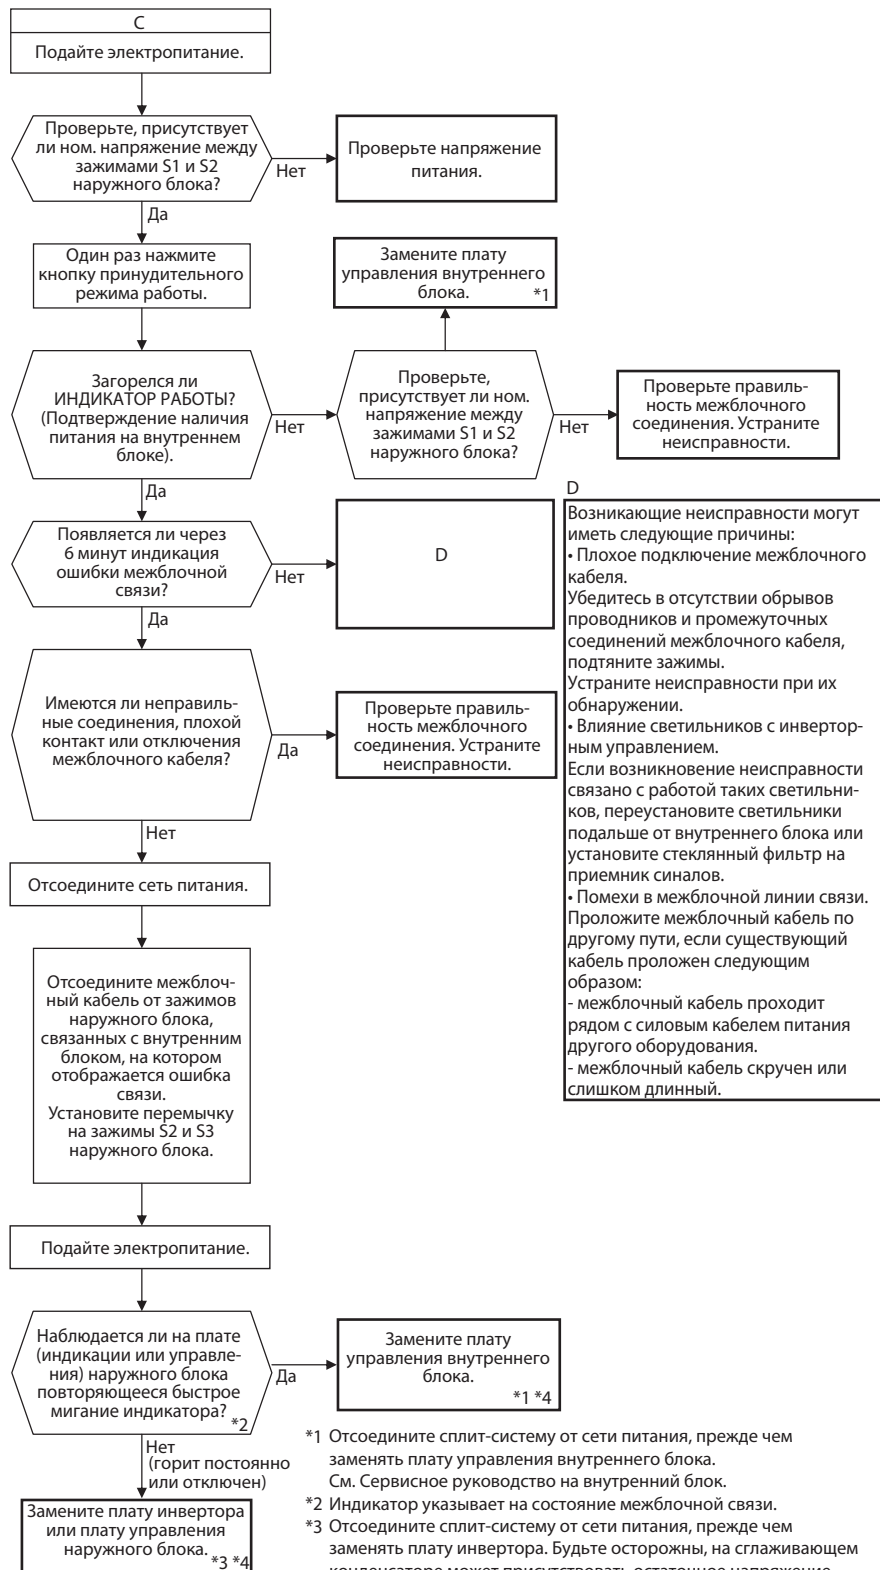 C
Подайте электропитание.
Проверьте, присутствует
ли ном. напряжение между
зажимами S1 и S2
наружного блока?
Нет
Проверьте напряжение
питания.
Да
Один раз нажмите
кнопку принудительного
режима работы.
Замените плату
управления внутреннего
блока. *1
Загорелся ли
ИНДИКАТОР РАБОТЫ?
(Подтверждение наличия
питания на внутреннем
блоке).
Нет
Проверьте,
присутствует ли ном.
напряжение между
зажимами S1 и S2
наружного блока?
Нет
Проверьте правиль-
ность межблочного
соединения. Устраните
неисправности.
Да
Появляется ли через
6 минут индикация
ошибки межблочной
связи?
Нет
D
D
Возникающие неисправности могут
иметь следующие причины:
• Плохое подключение межблочного
кабеля.
Убедитесь в отсутствии обрывов
проводников и промежуточных
соединений межблочного кабеля,
подтяните зажимы.
Устраните неисправности при их
обнаружении.
• Влияние светильников с инвертор-
ным управлением.
Если возникновение неисправности
связано с работой таких светильни-
ков, переустановите светильники
подальше от внутреннего блока или
установите стеклянный фильтр на
приемник синалов.
• Помехи в межблочной линии связи.
Проложите межблочный кабель по
другому пути, если существующий
кабель проложен следующим
образом:
- межблочный кабель проходит
рядом с силовым кабелем питания
другого оборудования.
- межблочный кабель скручен или
слишком длинный.
Да
Имеются ли неправиль-
ные соединения, плохой
контакт или отключения
межблочного кабеля?
Да
Проверьте правиль-
ность межблочного
соединения. Устраните
неисправности.
Нет
Отсоедините сеть питания.
Отсоедините межблоч-
ный кабель от зажимов
наружного блока,
связанных с внутренним
блоком, на котором
отображается ошибка
связи.
Установите перемычку
на зажимы S2 и S3
наружного блока.
Подайте электропитание.
Наблюдается ли на плате
(индикации или управле-
ния) наружного блока
повторяющееся быстрое
мигание индикатора? *2
Да
Замените плату
управления внутреннего
блока.
*1 *4
Нет
(горит постоянно
или отключен)
Замените плату инвертора
или плату управления
наружного блока. *3 *4
*1 Отсоедините сплит-систему от сети питания, прежде чем
заменять плату управления внутреннего блока.
См. Сервисное руководство на внутренний блок.
*2 Индикатор указывает на состояние межблочной связи.
*3 Отсоедините сплит-систему от сети питания, прежде чем
заменять плату инвертора. Будьте осторожны, на сглаживающем
конденсаторе может присутствовать остаточное напряжение